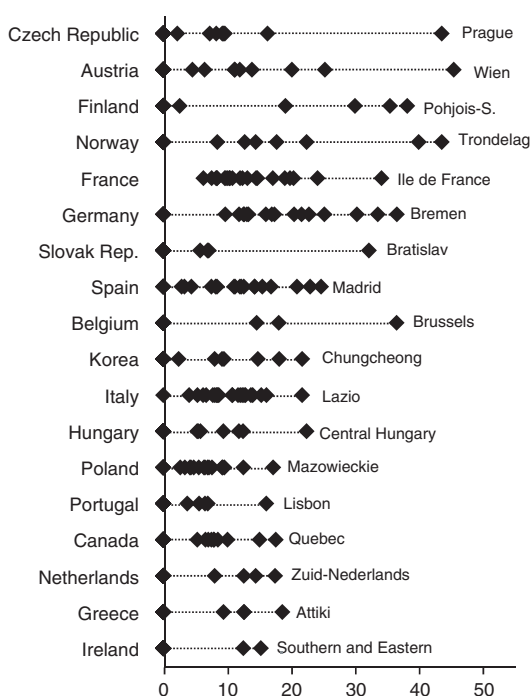 Czech Republic Prague
Austria Wien
Finland Pohjois-S.
Norway Trondelag
France Ile de France
Germany Bremen
Slovak Rep. Bratislav
Spain Madrid
Belgium Brussels
Korea Chungcheong
Italy Lazio
Hungary Central Hungary
Poland Mazowieckie
Portugal Lisbon
Canada Quebec
Netherlands Zuid-Nederlands
Greece Attiki
Ireland Southern and Eastern
0 10 20 30 40 50